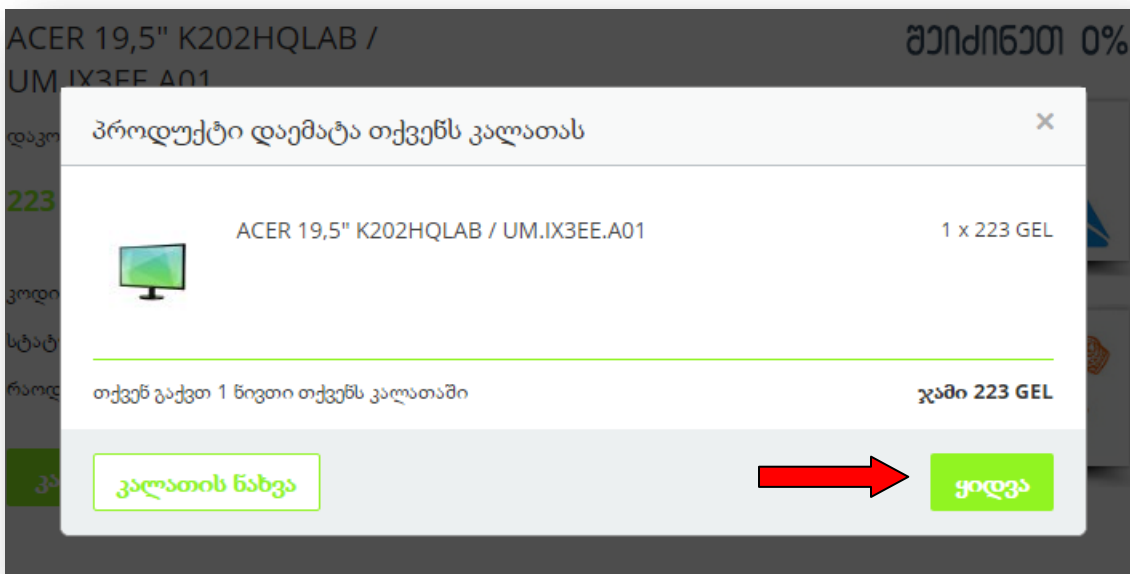 ACER 19,5" K202HQLAB /
UM.IX3EE.A01
შეიძინეთ 0%
პროდუქტი დაემატა თქვენს კალათას
×
223
ACER 19,5" K202HQLAB / UM.IX3EE.A01
1 x 223 GEL
თქვენ გაქვთ 1 ნივთი თქვენს კალათაში
ჯამი 223 GEL
კალათის ნახვა
ყიდვა